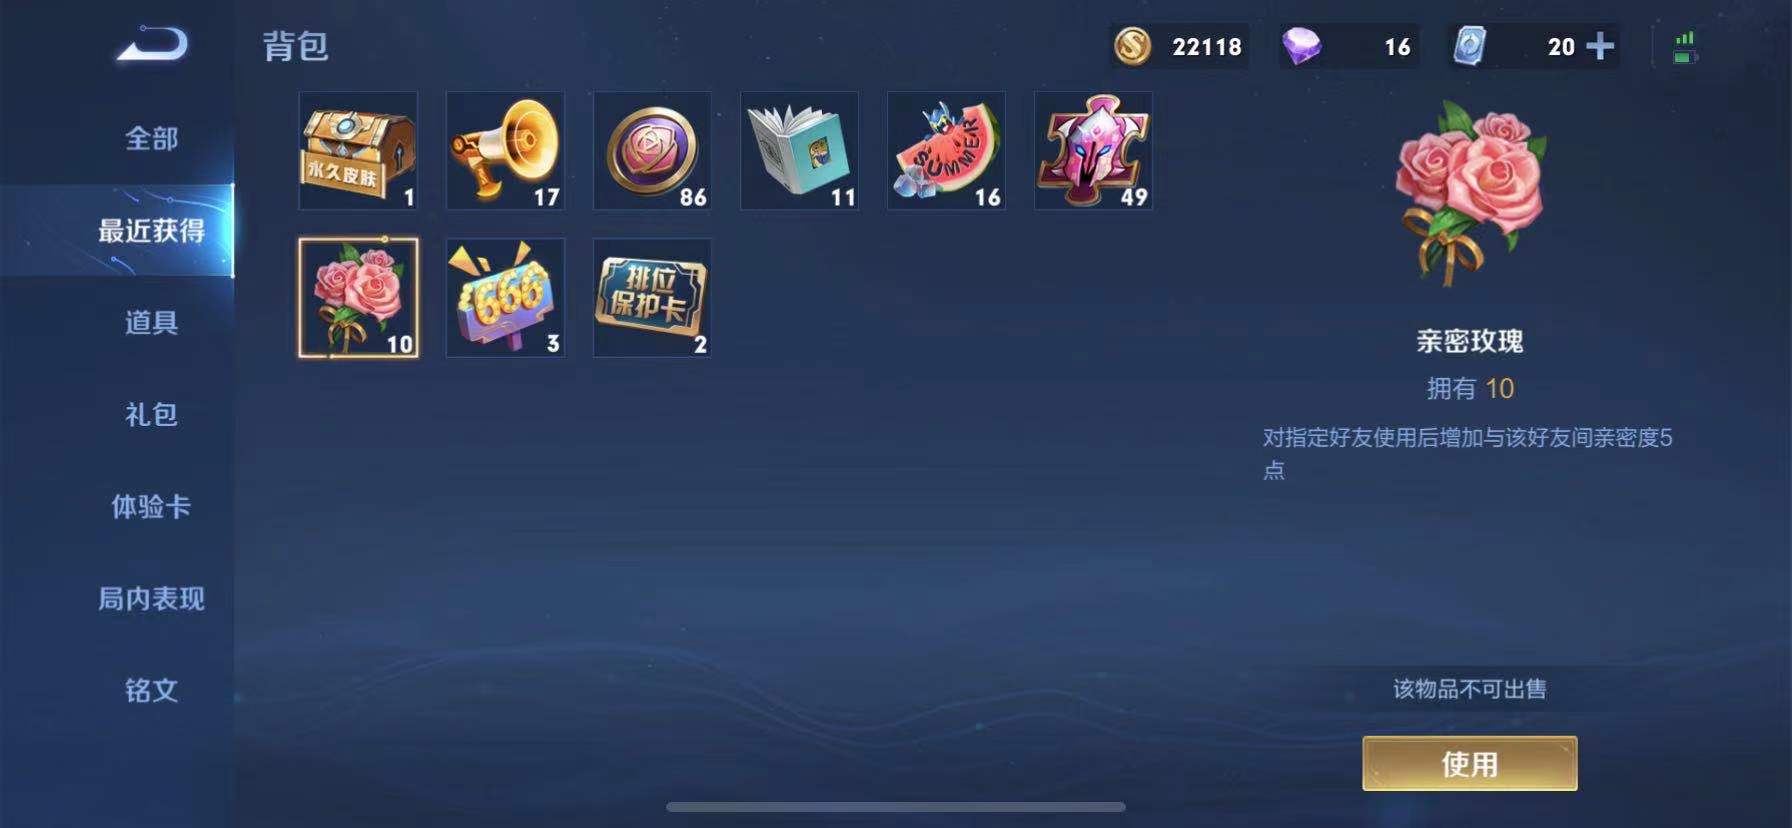 背包
22118
16
20
全部
最近获得
道具
礼包
体验卡
局内表现
铭文
永久皮肤
1
17
86
11
SUMMER
16
49
10
666
3
排位
保护卡
2
亲密玫瑰
拥有 10
对指定好友使用后增加与该好友间亲密度5
点
该物品不可出售
使用